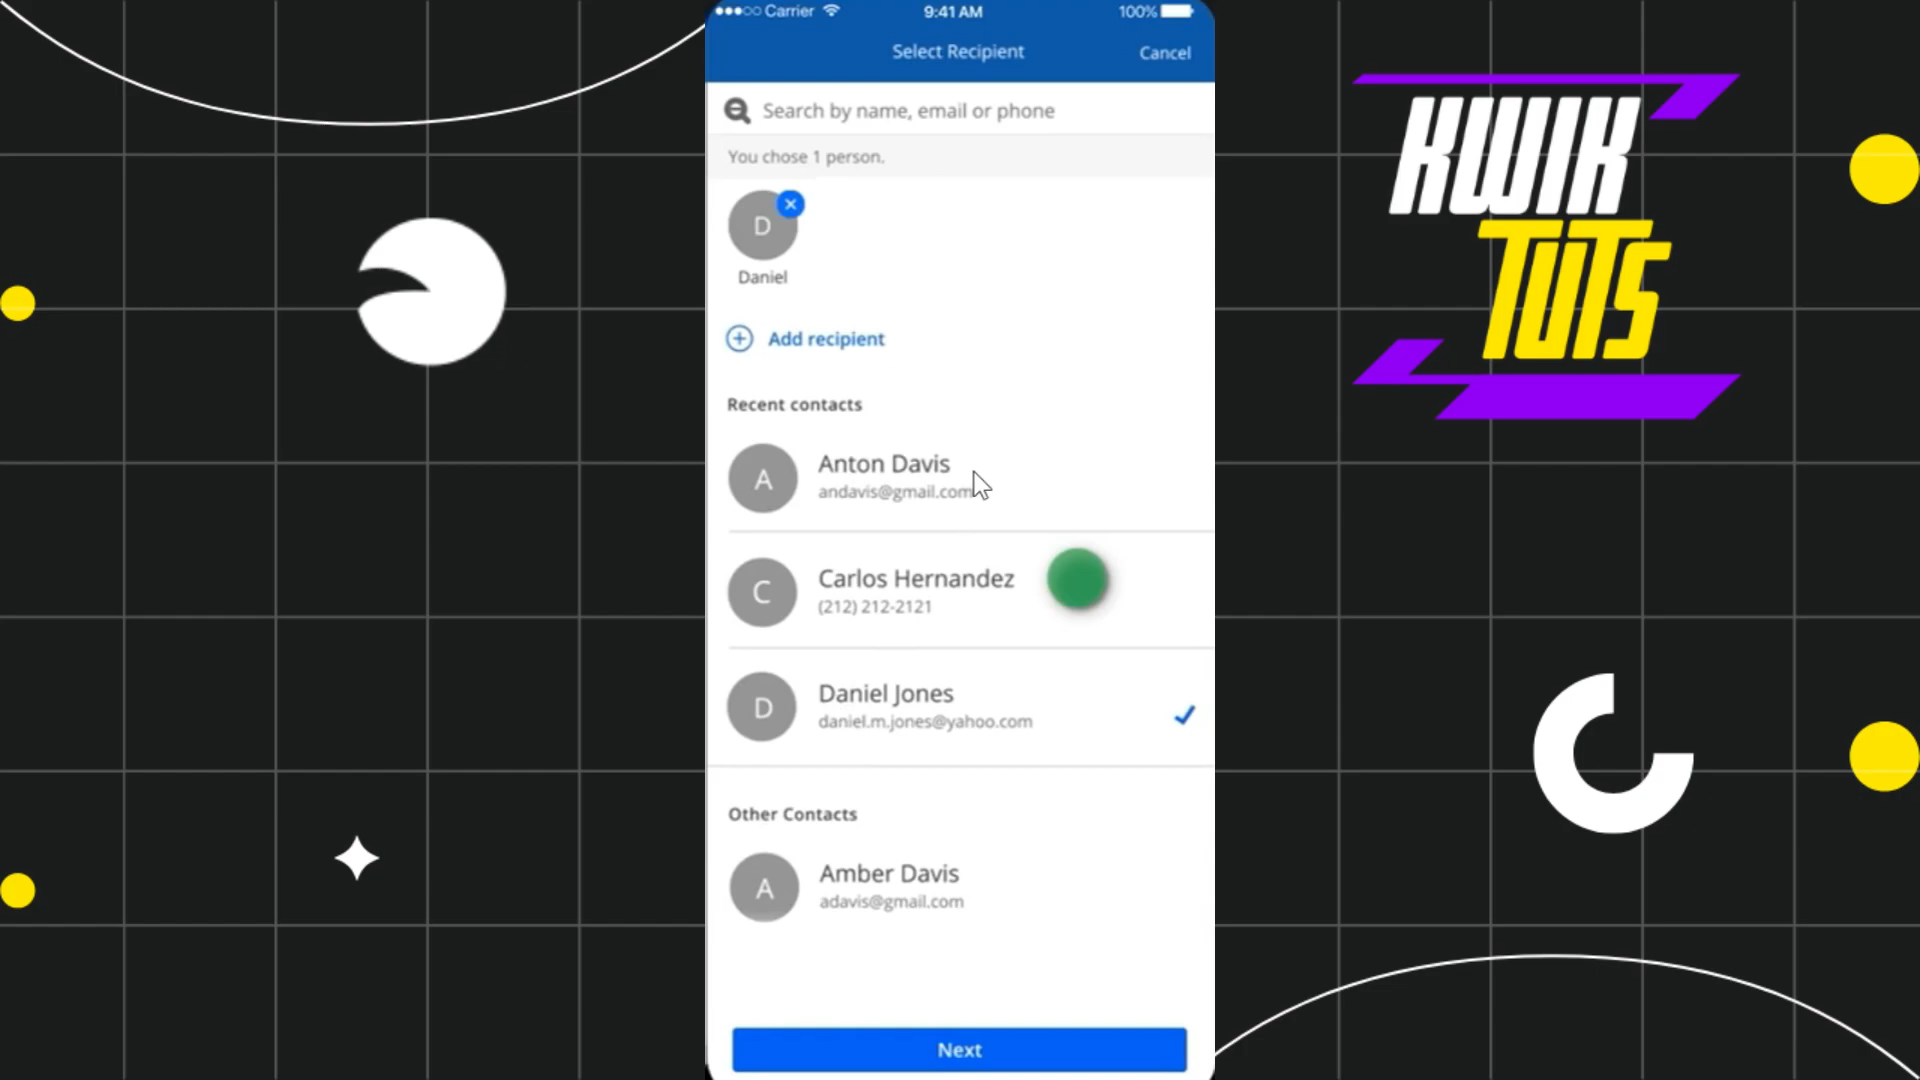 Carrier 9:41 AM 100%
Select Recipient Cancel
Search by name, email or phone
You chose 1 person.
D
Daniel
Add recipient
Recent contacts
A
Anton Davis
andavis@gmail.com
C
Carlos Hernandez
(212) 212-2121
D
Daniel Jones
daniel.m.jones@yahoo.com
Other Contacts
A
Amber Davis
adavis@gmail.com
Next
KWIK
TUTS